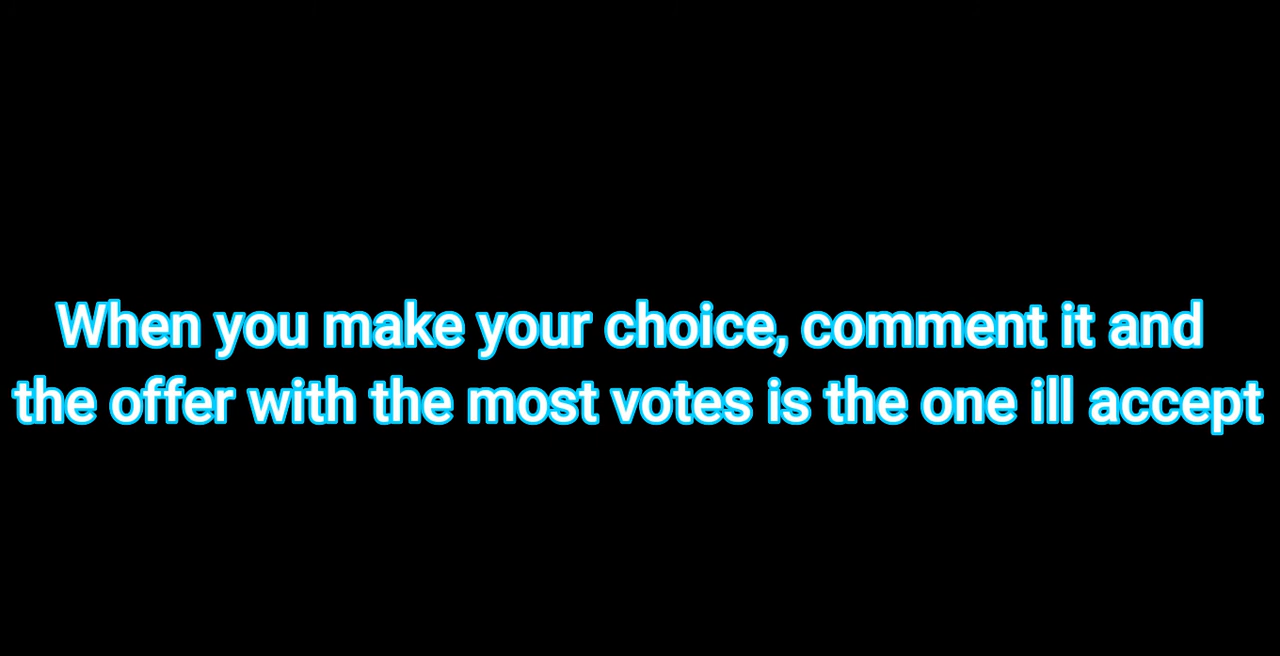 When you make your choice, comment it and
the offer with the most votes is the one ill accept